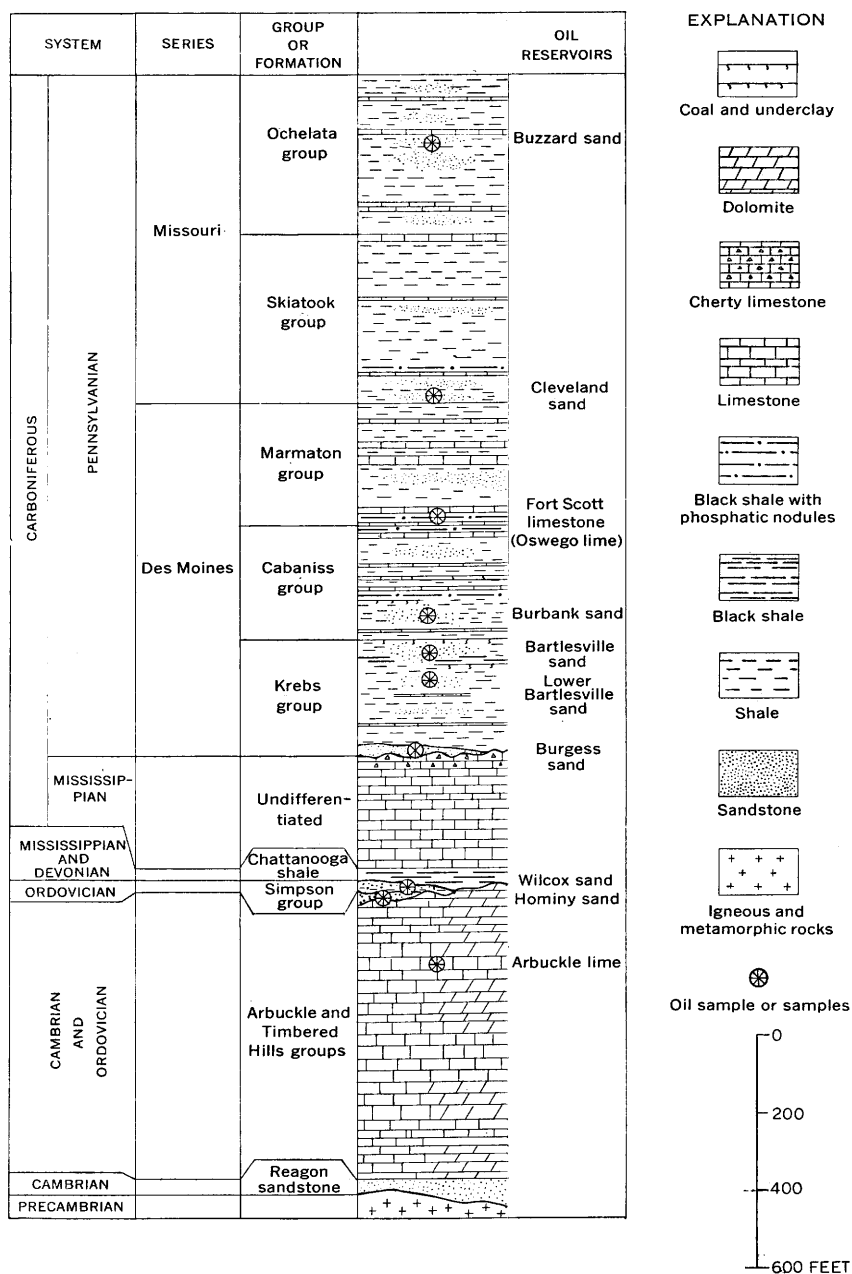 SYSTEM
SERIES
GROUP
OR
FORMATION
OIL
RESERVOIRS
CARBONIFEROUS
PENNSYLVANIAN
Missouri
Ochelata
group
Buzzard sand
Skiatook
group
Cleveland
sand
Des Moines
Marmaton
group
Fort Scott
limestone
(Oswego lime)
Cabaniss
group
Burbank sand
Krebs
group
Bartlesville
sand
Lower
Bartlesville
sand
Burgess
sand
MISSISSIP-
PIAN
Undifferen-
tiated
MISSISSIPPIAN
AND
DEVONIAN
Chattanooga
shale
ORDOVICIAN
Simpson
group
Wilcox sand
Hominy sand
CAMBRIAN
AND
ORDOVICIAN
Arbuckle and
Timbered
Hills groups
Arbuckle lime
CAMBRIAN
Reagon
sandstone
PRECAMBRIAN
EXPLANATION
Coal and underclay
Dolomite
Cherty limestone
Limestone
Black shale with
phosphatic nodules
Black shale
Shale
Sandstone
Igneous and
metamorphic rocks
Oil sample or samples
0
200
400
600 FEET